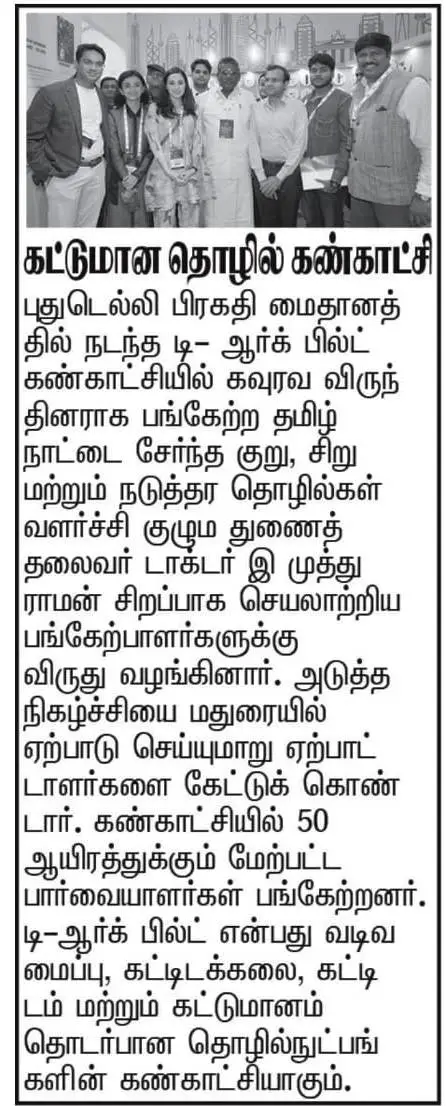 கட்டுமான தொழில் கண்காட்சி
புதுடெல்லி பிரகதி மைதானத்
தில் நடந்த டி- ஆர்க் பில்ட்
கண்காட்சியில் கவுரவ விருந்
தினராக பங்கேற்ற தமிழ்
நாட்டை சேர்ந்த குறு, சிறு
மற்றும் நடுத்தர தொழில்கள்
வளர்ச்சி குழும துணைத்
தலைவர் டாக்டர் இ முத்து
ராமன் சிறப்பாக செயலாற்றிய
பங்கேற்பாளர்களுக்கு
விருது வழங்கினார். அடுத்த
நிகழ்ச்சியை மதுரையில்
ஏற்பாடு செய்யுமாறு ஏற்பாட்
டாளர்களை கேட்டுக் கொண்
டார். கண்காட்சியில் 50
ஆயிரத்துக்கும் மேற்பட்ட
பார்வையாளர்கள் பங்கேற்றனர்.
டி-ஆர்க் பில்ட் என்பது வடிவ
மைப்பு, கட்டிடக்கலை, கட்டி
டம் மற்றும் கட்டுமானம்
தொடர்பான தொழில்நுட்பங்
களின் கண்காட்சியாகும்.